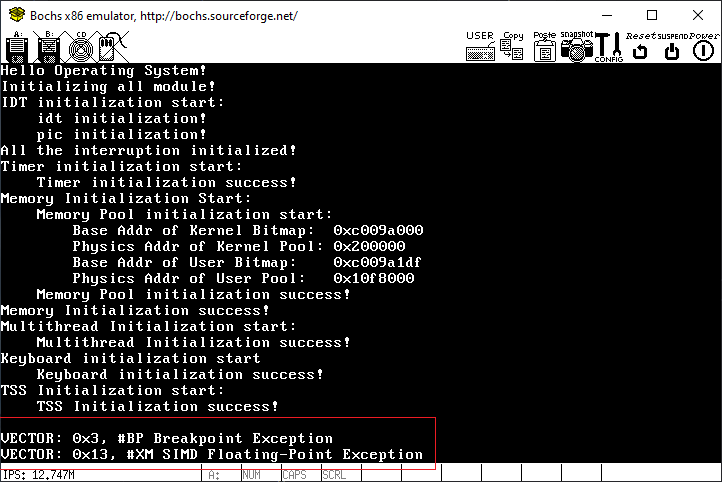 Bochs x86 emulator, http://bochs.sourceforge.net/
A: B: CD USER Copy Paste snapshot CONFIG Reset SUSPEND Power
Hello Operating System!
Initializing all module!
IDT initialization start:
    idt initialization!
    pic initialization!
All the interruption initialized!
Timer initialization start:
    Timer initialization success!
Memory Initialization Start:
    Memory Pool initialization start:
        Base Addr of Kernel Bitmap:  0xc009a000
        Physics Addr of Kernel Pool: 0x200000
        Base Addr of User Bitmap:    0xc009a1df
        Physics Addr of User Pool:   0x10f8000
    Memory Pool initialization success!
Memory Initialization Success!
Multithread Initialization start:
    Multithread Initialization success!
Keyboard initialization start
    Keyboard initialization success!
TSS Initialization start:
    TSS Initialization success!
VECTOR: 0x3, #BP Breakpoint Exception
VECTOR: 0x13, #XM SIMD Floating-Point Exception
IPS: 12.747M A: NUM CAPS SCRL